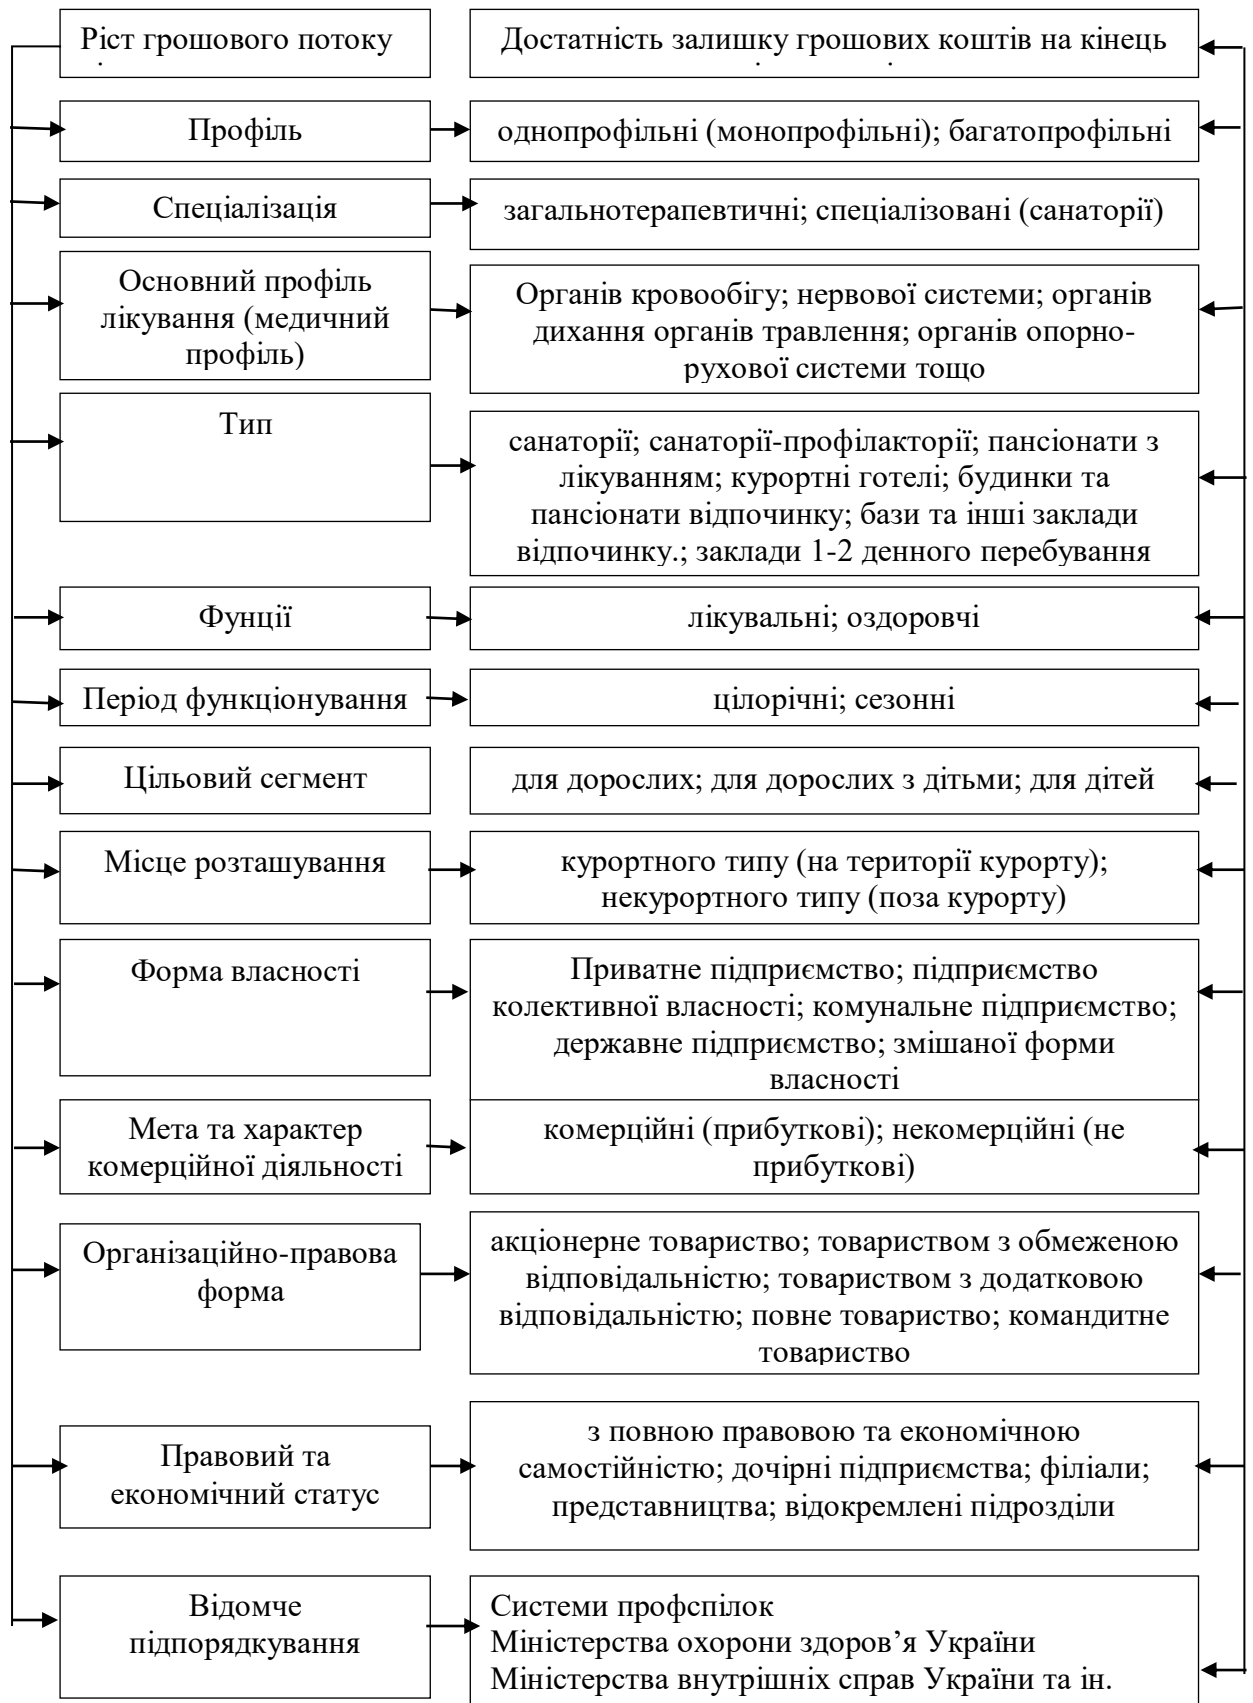 Ріст грошового потоку
Достатність залишку грошових коштів на кінець
Профіль
однопрофільні (монопрофільні); багатопрофільні
Спеціалізація
загальнотерапевтичні; спеціалізовані (санаторії)
Основний профіль
лікування (медичний
профіль)
Органів кровообігу; нервової системи; органів
дихання органів травлення; органів опорно-
рухової системи тощо
Тип
санаторії; санаторії-профілакторії; пансіонати з
лікуванням; курортні готелі; будинки та
пансіонати відпочинку; бази та інші заклади
відпочинку.; заклади 1-2 денного перебування
Фунції
лікувальні; оздоровчі
Період функціонування
цілорічні; сезонні
Цільовий сегмент
для дорослих; для дорослих з дітьми; для дітей
Місце розташування
курортного типу (на території курорту);
некурортного типу (поза курорту)
Форма власності
Приватне підприємство; підприємство
колективної власності; комунальне підприємство;
державне підприємство; змішаної форми
власності
Мета та характер
комерційної діяльності
комерційні (прибуткові); некомерційні (не
прибуткові)
Організаційно-правова
форма
акціонерне товариство; товариством з обмеженою
відповідальністю; товариством з додатковою
відповідальністю; повне товариство; командитне
товариство
Правовий та
економічний статус
з повною правовою та економічною
самостійністю; дочірні підприємства; філіали;
представництва; відокремлені підрозділи
Відомче
підпорядкування
Системи профспілок
Міністерства охорони здоров’я України
Міністерства внутрішніх справ України та ін.